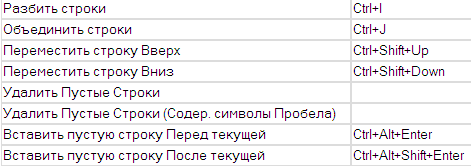 Разбить строки Ctrl+I
Объединить строки Ctrl+J
Переместить строку Вверх Ctrl+Shift+Up
Переместить строку Вниз Ctrl+Shift+Down
Удалить Пустые Строки
Удалить Пустые Строки (Содер. символы Пробела)
Вставить пустую строку Перед текущей Ctrl+Alt+Enter
Вставить пустую строку После текущей Ctrl+Alt+Shift+Enter